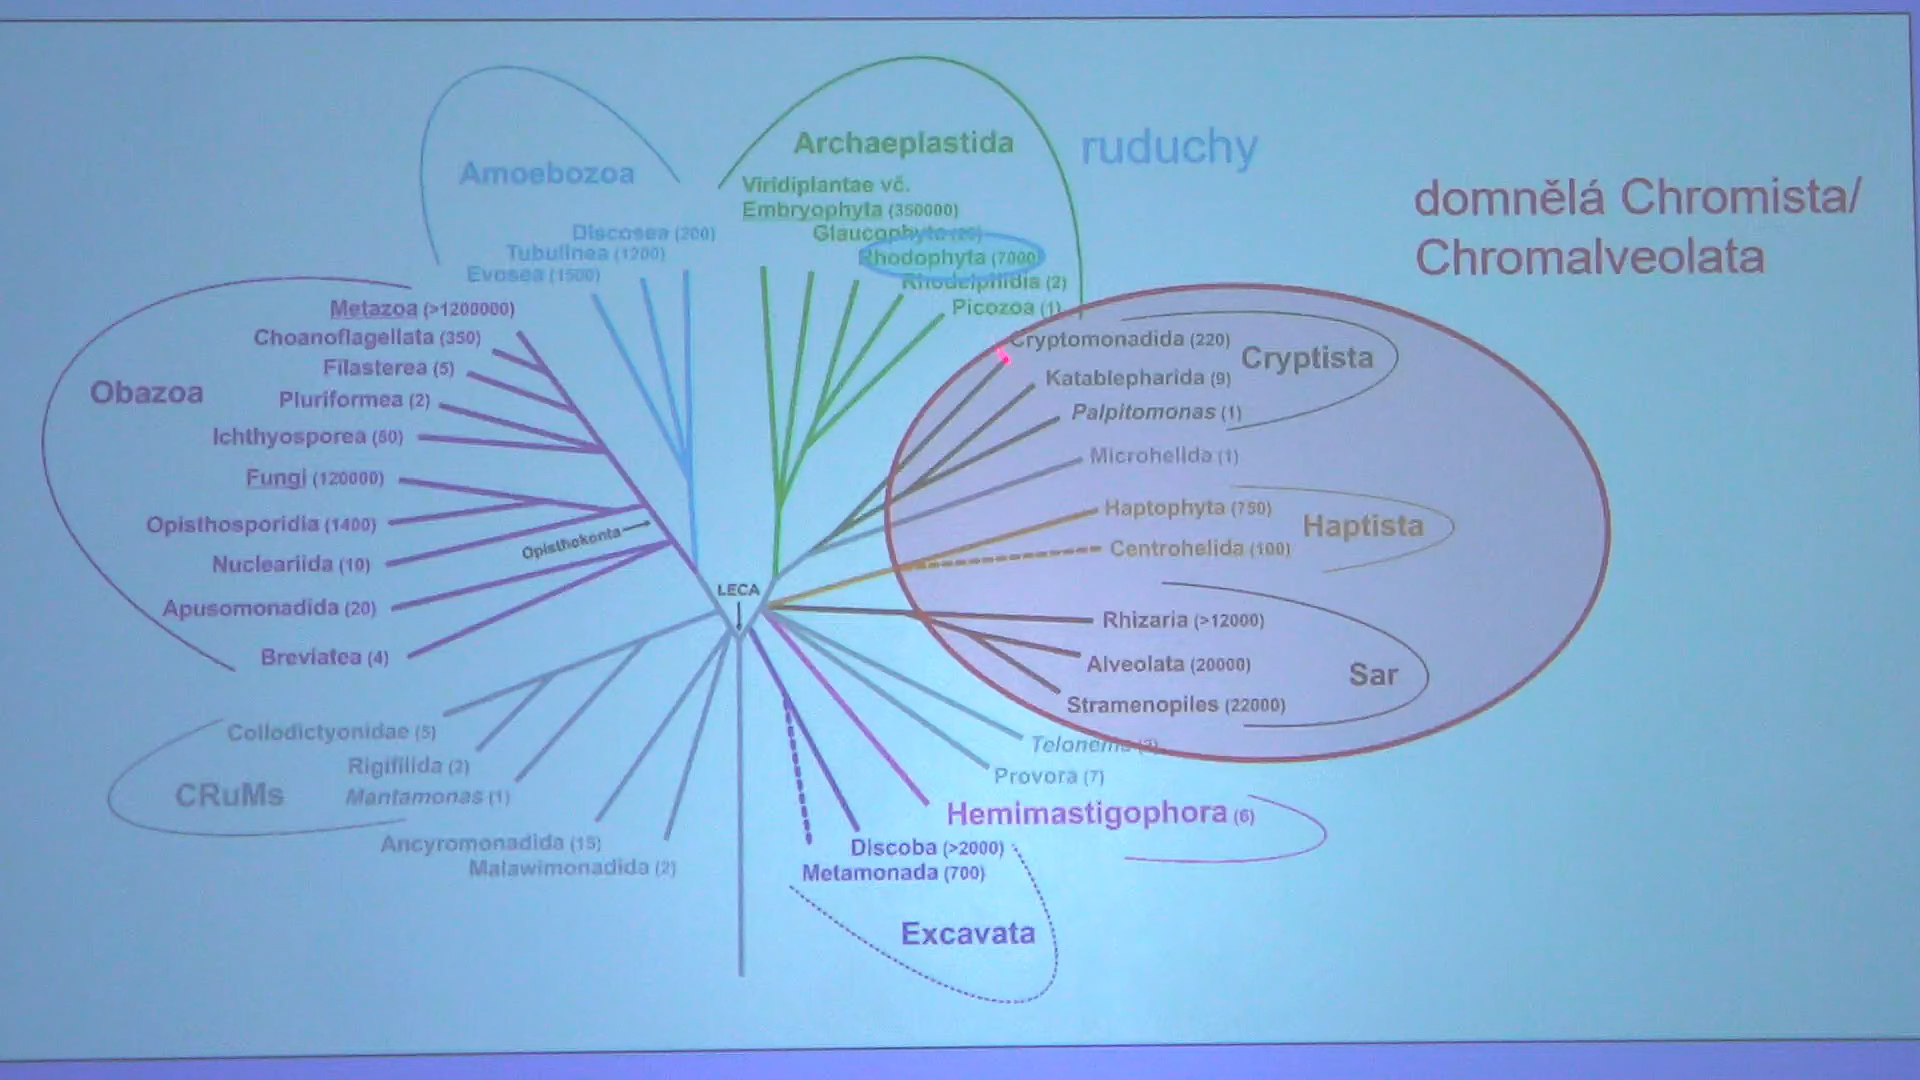 Archaeplastida
ruduchy
Amoebozoa
Viridiplantae vč.
Embryophyta (350000)
domnělá Chromista/
Chromalveolata
Discosea (200)
Glaucophyta
Tubulinea (1200)
Rhodophyta (7000)
Evosea (1500)
Rhodelphidia (2)
Metazoa (>1200000)
Picozoa (1)
Choanoflagellata (350)
Cryptomonadida (220)
Cryptista
Filasterea (5)
Katablepharida (9)
Obazoa
Pluriformea (2)
Palpitomonas (1)
Ichthyosporea (50)
Microhelida (1)
Fungi (120000)
Haptophyta (750)
Haptista
Opisthosporidia (1400)
Opisthokonta
Centrohelida (100)
Nucleariida (10)
LECA
Apusomonadida (20)
Rhizaria (>12000)
Breviatea (4)
Alveolata (20000)
Sar
Stramenopiles (22000)
Collodictyonidae (5)
Telonemia
Rigifilida (2)
Provora (7)
CRuMs
Mantamonas (1)
Hemimastigophora (6)
Ancyromonadida (15)
Discoba (>2000)
Malawimonadida (2)
Metamonada (700)
Excavata